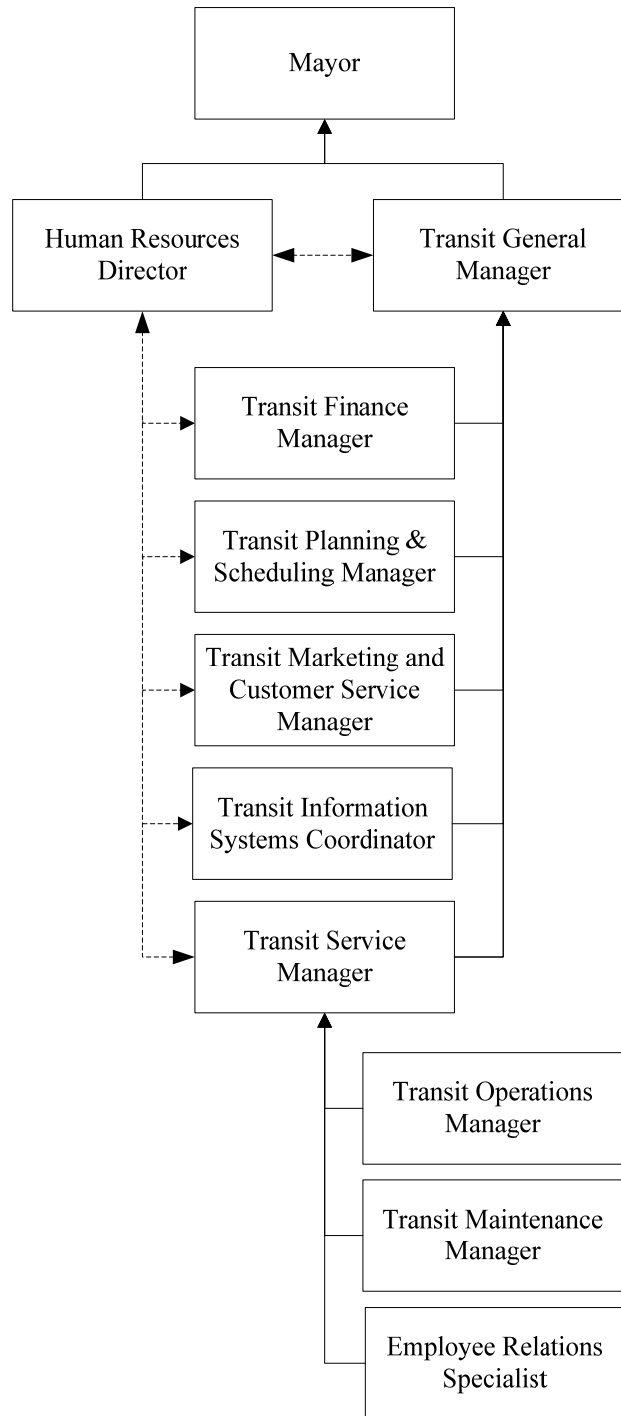 Mayor
Human Resources
Director
Transit General
Manager
Transit Finance
Manager
Transit Planning &
Scheduling Manager
Transit Marketing and
Customer Service
Manager
Transit Information
Systems Coordinator
Transit Service
Manager
Transit Operations
Manager
Transit Maintenance
Manager
Employee Relations
Specialist